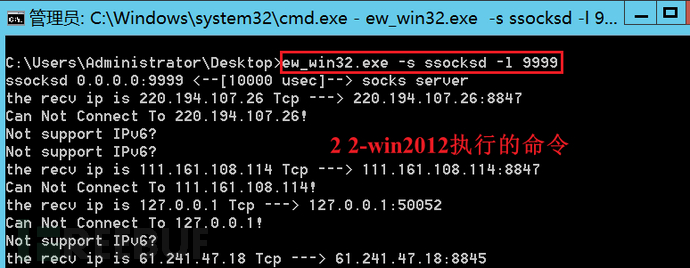 管理员: C:\Windows\system32\cmd.exe - ew_win32.exe -s ssocksd -l 9...
C:\Users\Administrator\Desktop>ew_win32.exe -s ssocksd -l 9999
ssocksd 0.0.0.0:9999 <--[10000 usec]--> socks server
the recv ip is 220.194.107.26 Tcp ---> 220.194.107.26:8847
Can Not Connect To 220.194.107.26!
Not support IPv6?
Not support IPv6?
2 2-win2012执行的命令
the recv ip is 111.161.108.114 Tcp ---> 111.161.108.114:8847
Can Not Connect To 111.161.108.114!
the recv ip is 127.0.0.1 Tcp ---> 127.0.0.1:50052
Can Not Connect To 127.0.0.1!
Not support IPv6?
the recv ip is 61.241.47.18 Tcp ---> 61.241.47.18:8845